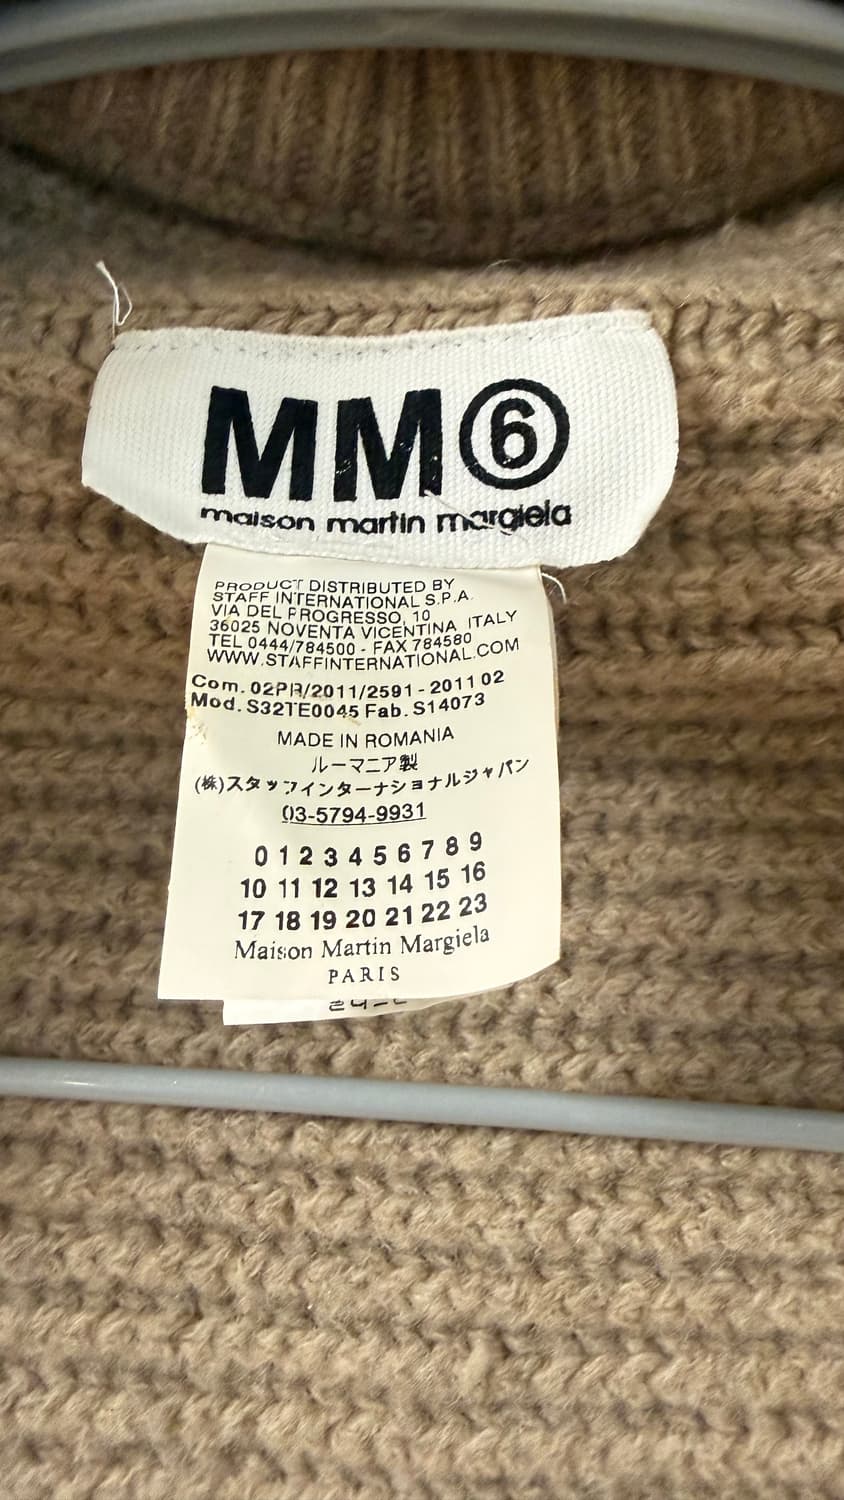 MM⑥
maison martin margiela
PRODUCT DISTRIBUTED BY
STAFF INTERNATIONAL S.P.A.
VIA DEL PROGRESSO, 10
36025 NOVENTA VICENTINA ITALY
TEL 0444/784500 - FAX 784580
WWW.STAFFINTERNATIONAL.COM
Com. 02PR/2011/2591 - 2011 02
Mod. S32TE0045 Fab. S14073
MADE IN ROMANIA
ルーマニア製
(株)スタッフインターナショナルジャパン
03-5794-9931
0 1 2 3 4 5 6 7 8 9
10 11 12 13 14 15 16
17 18 19 20 21 22 23
Maison Martin Margiela
PARIS